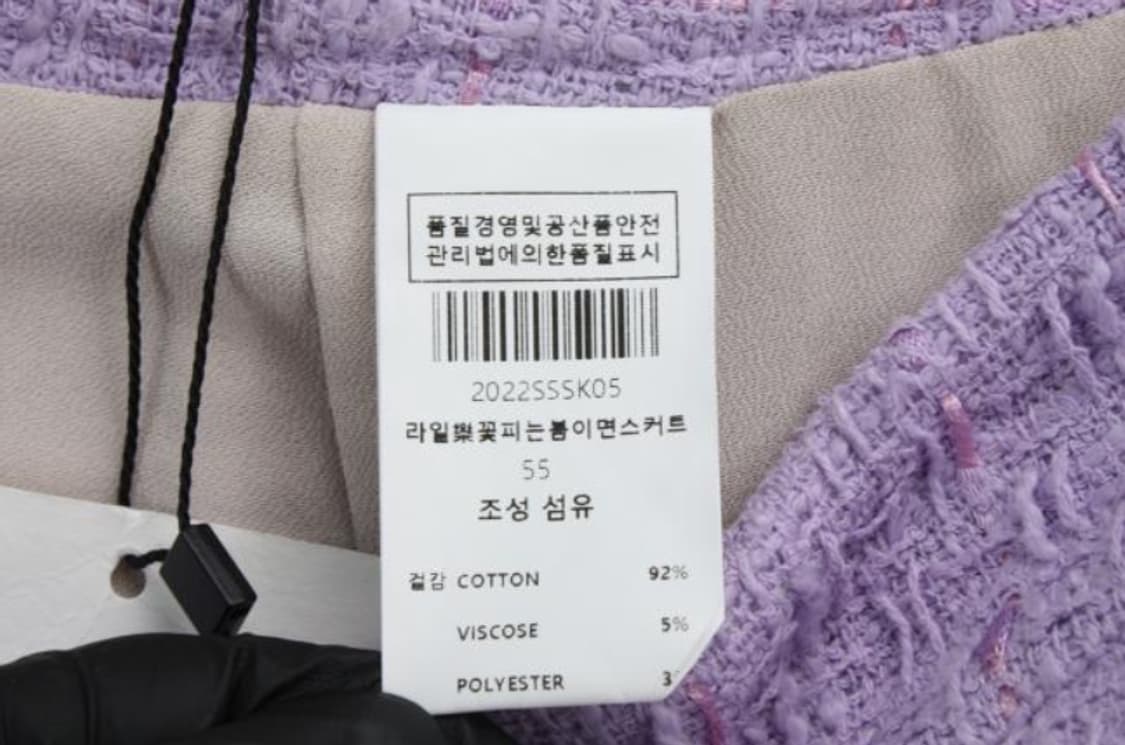 품질경영및공산품안전
관리법에의한품질표시
2022SSSK05
라일樂꽃피는봄이면스커트
55
조성 섬유
겉감 COTTON 92%
VISCOSE 5%
POLYESTER 3